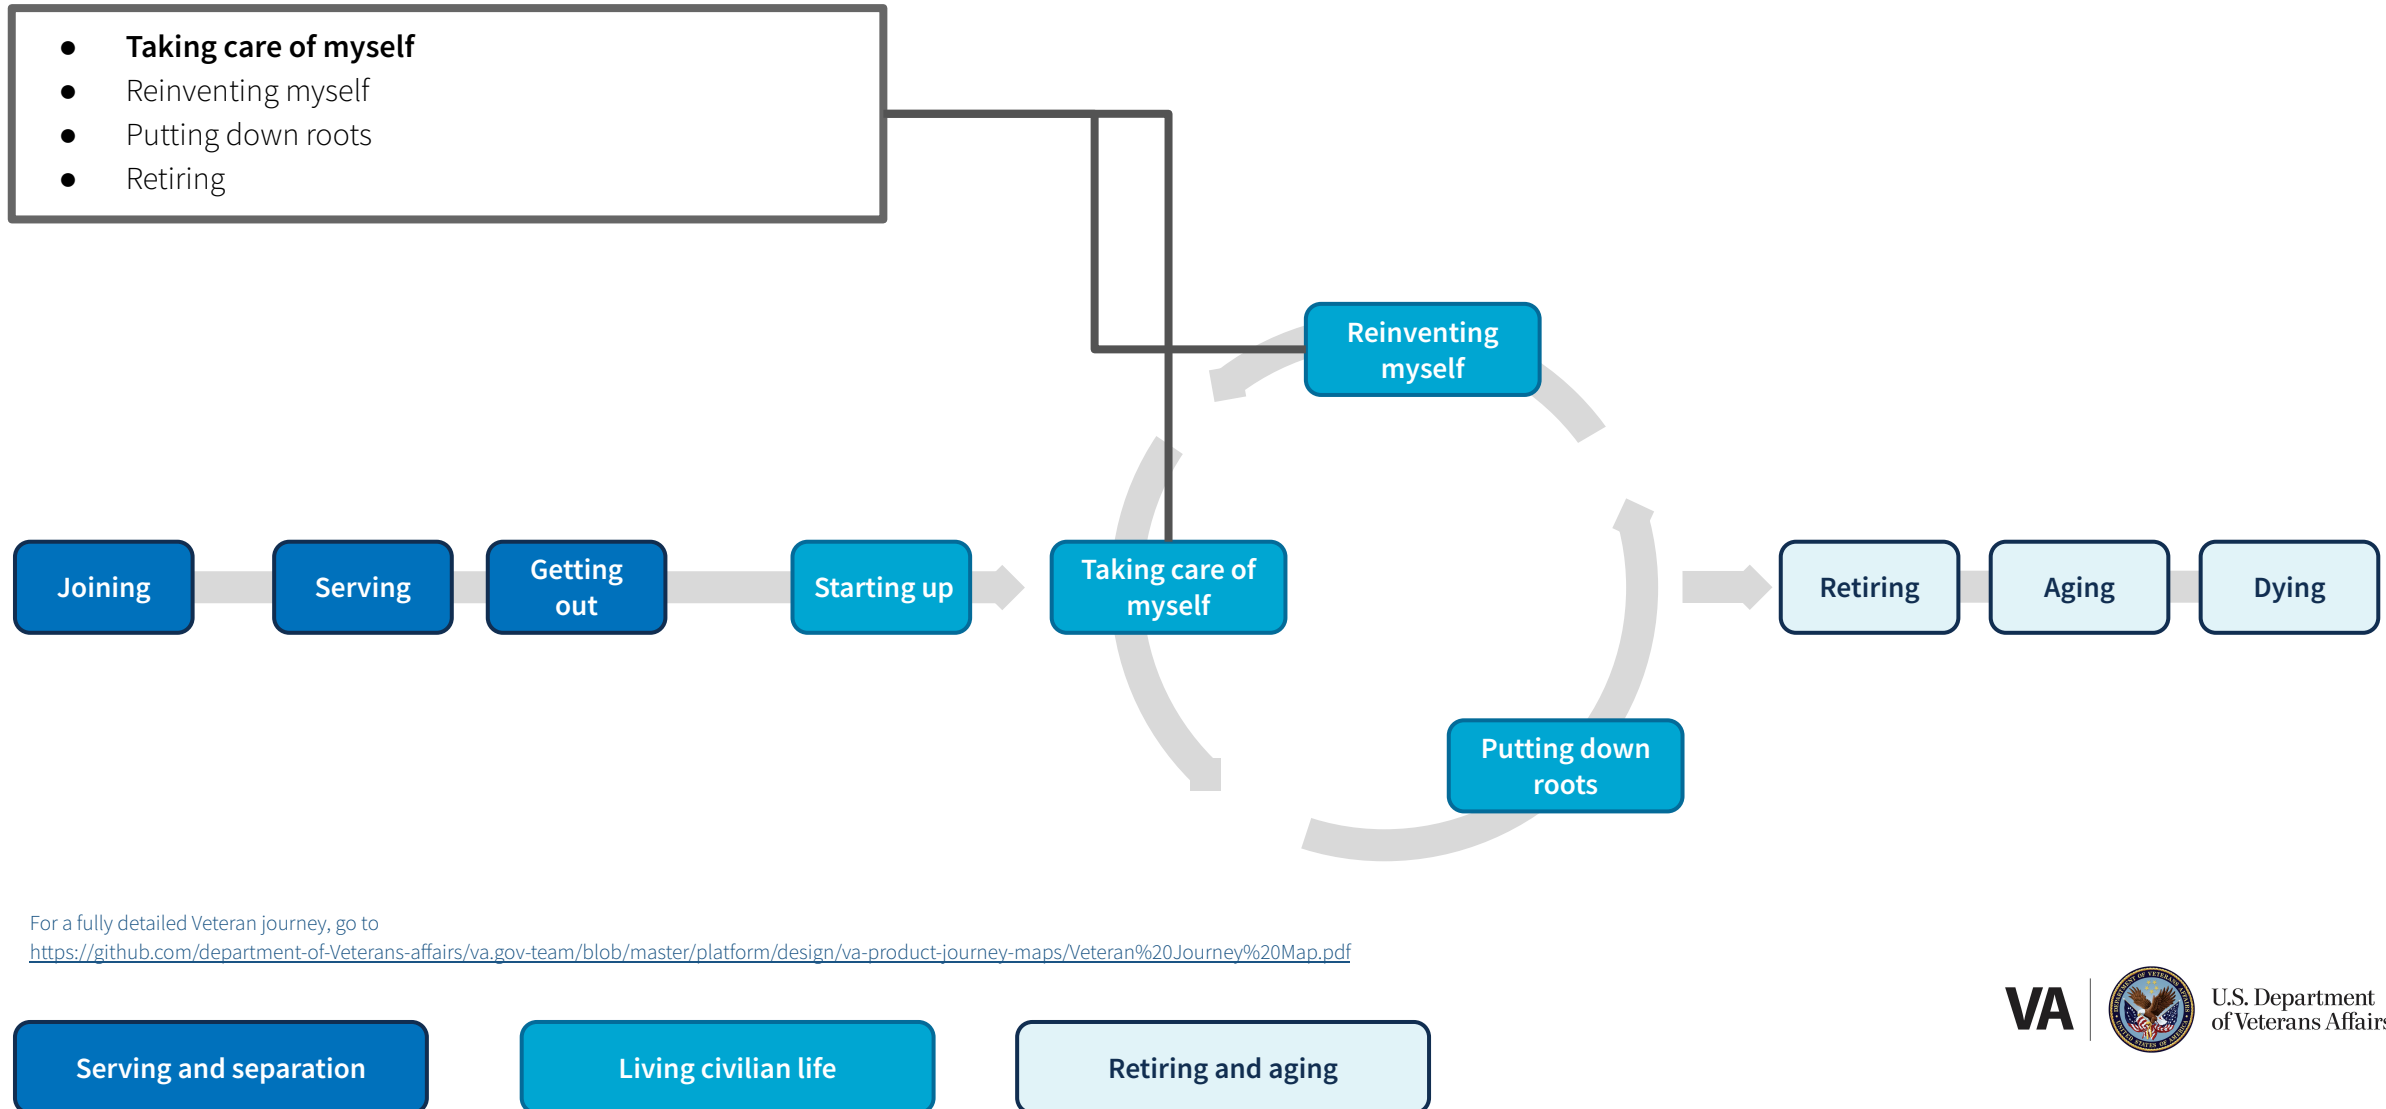 ● Taking care of myself
● Reinventing myself
● Putting down roots
● Retiring
Reinventing
myself
Joining
Serving
Getting
out
Starting up
Taking care of
myself
Retiring
Aging
Dying
Putting down
roots
For a fully detailed Veteran journey, go to
https://github.com/department-of-Veterans-affairs/va.gov-team/blob/master/platform/design/va-product-journey-maps/Veteran%20Journey%20Map.pdf
VA
U.S. Department
of Veterans Affairs
Serving and separation
Living civilian life
Retiring and aging